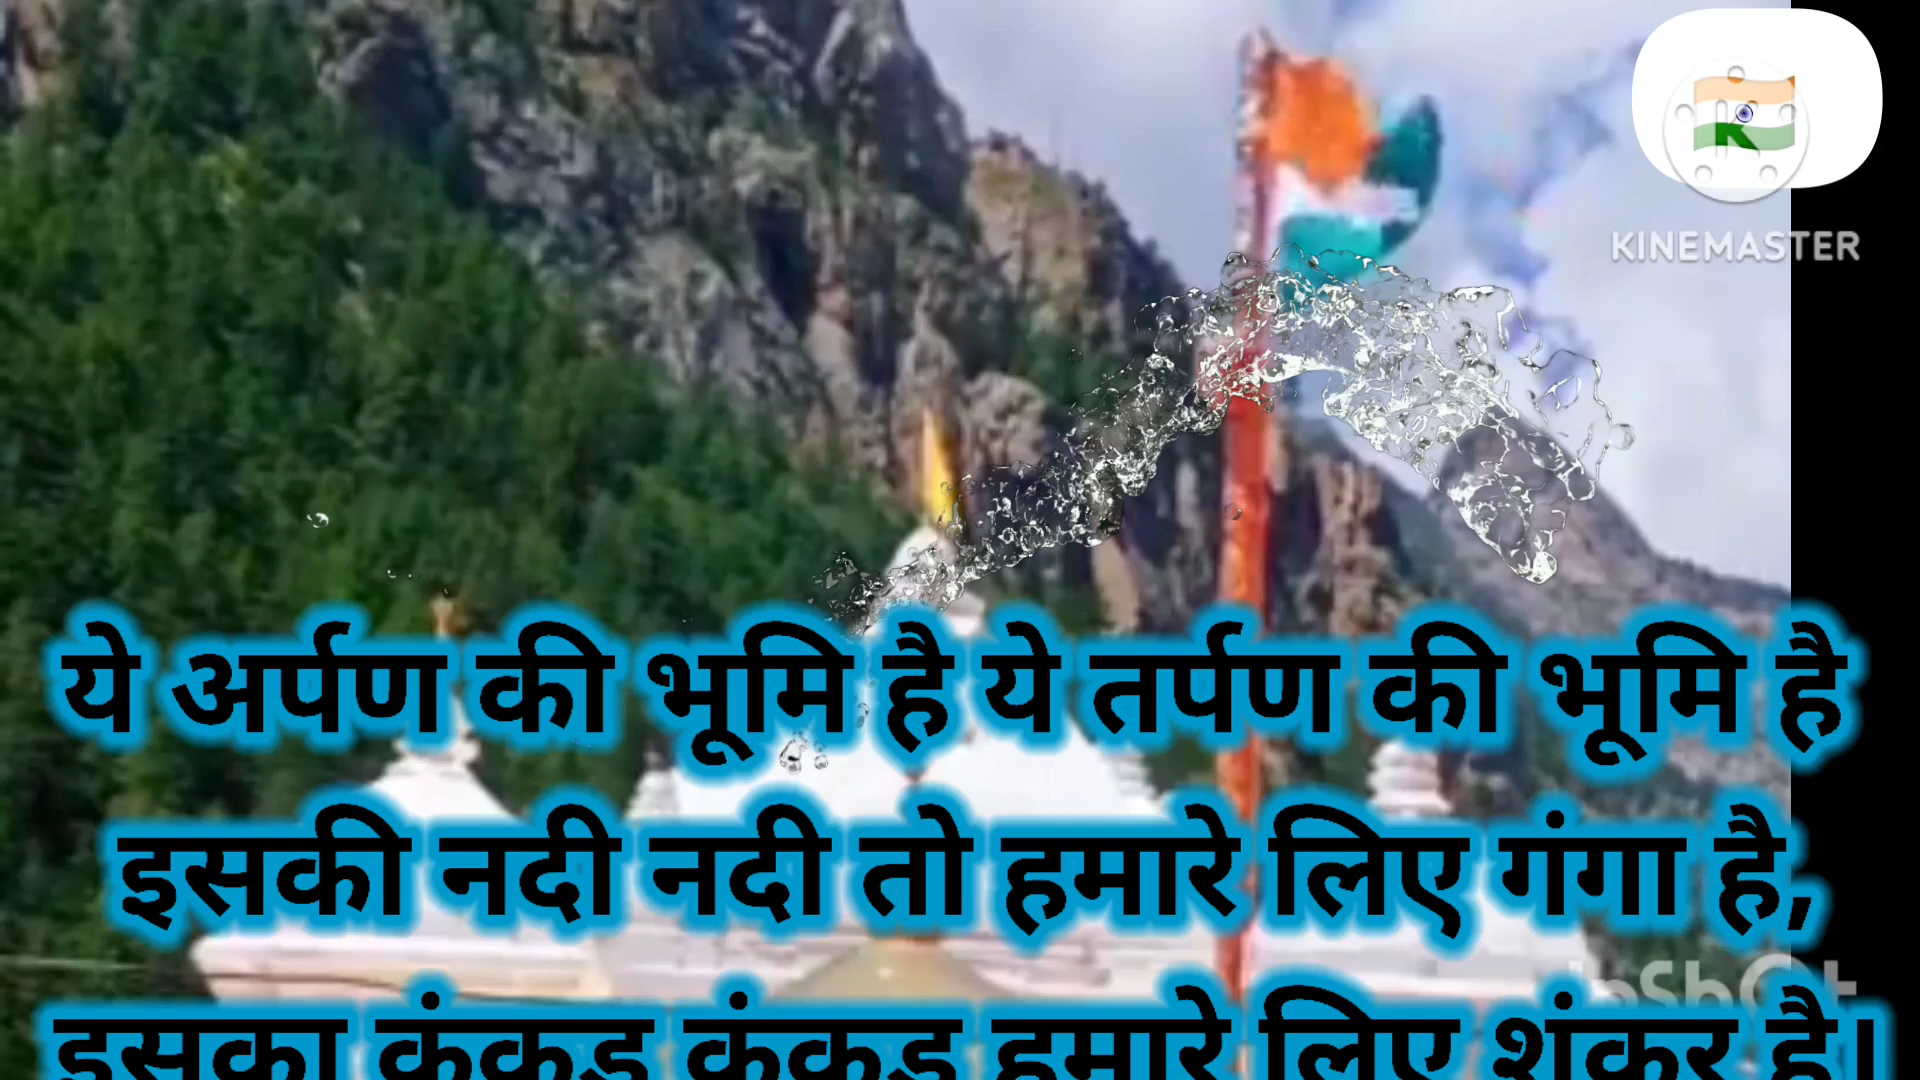 KINEMASTER
ये अर्पण की भूमि है ये तर्पण की भूमि है
इसकी नदी नदी तो हमारे लिए गंगा है,
इसका कंकड कंकड हमारे लिए शंकर है।